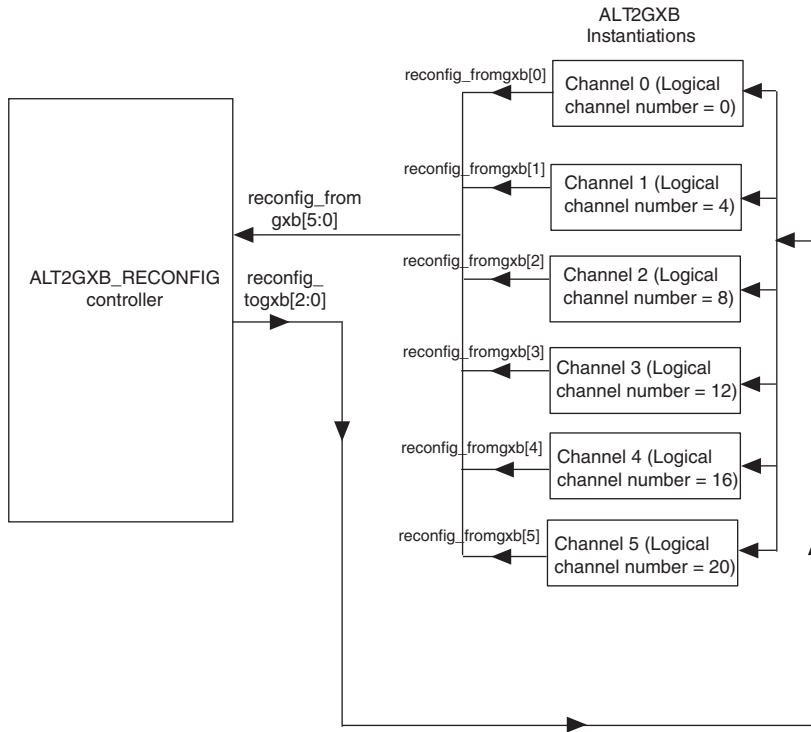 ALT2GXB
Instantiations
reconfig_fromgxb[0]
Channel 0 (Logical
channel number = 0)
reconfig_fromgxb[1]
Channel 1 (Logical
channel number = 4)
reconfig_from
gxb[5:0]
ALT2GXB_RECONFIG
controller
reconfig_
togxb[2:0]
reconfig_fromgxb[2]
Channel 2 (Logical
channel number = 8)
reconfig_fromgxb[3]
Channel 3 (Logical
channel number = 12)
reconfig_fromgxb[4]
Channel 4 (Logical
channel number = 16)
reconfig_fromgxb[5]
Channel 5 (Logical
channel number = 20)